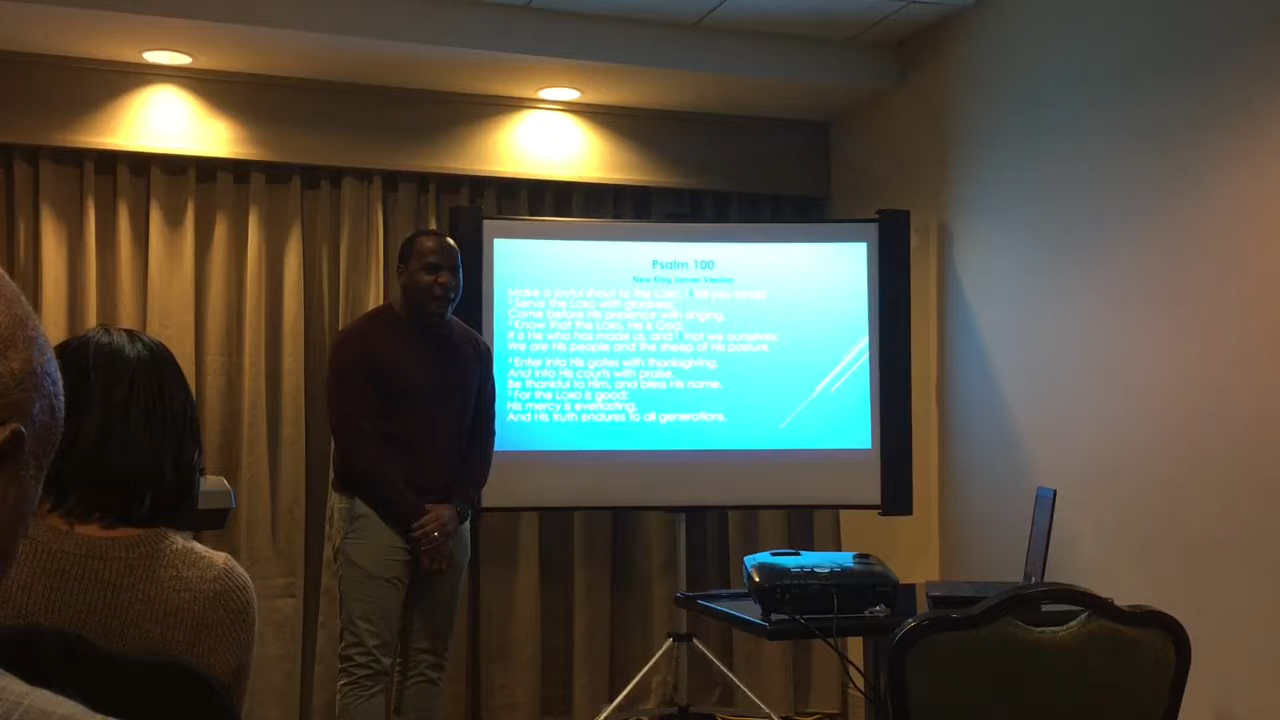 Psalm 100
New King James Version
Make a joyful shout to the LORD, all you lands!
2 Serve the LORD with gladness;
Come before His presence with singing.
3 Know that the LORD, He is God;
It is He who has made us, and not we ourselves;
We are His people and the sheep of His pasture.
4 Enter into His gates with thanksgiving,
And into His courts with praise.
Be thankful to Him, and bless His name.
5 For the LORD is good;
His mercy is everlasting,
And His truth endures to all generations.